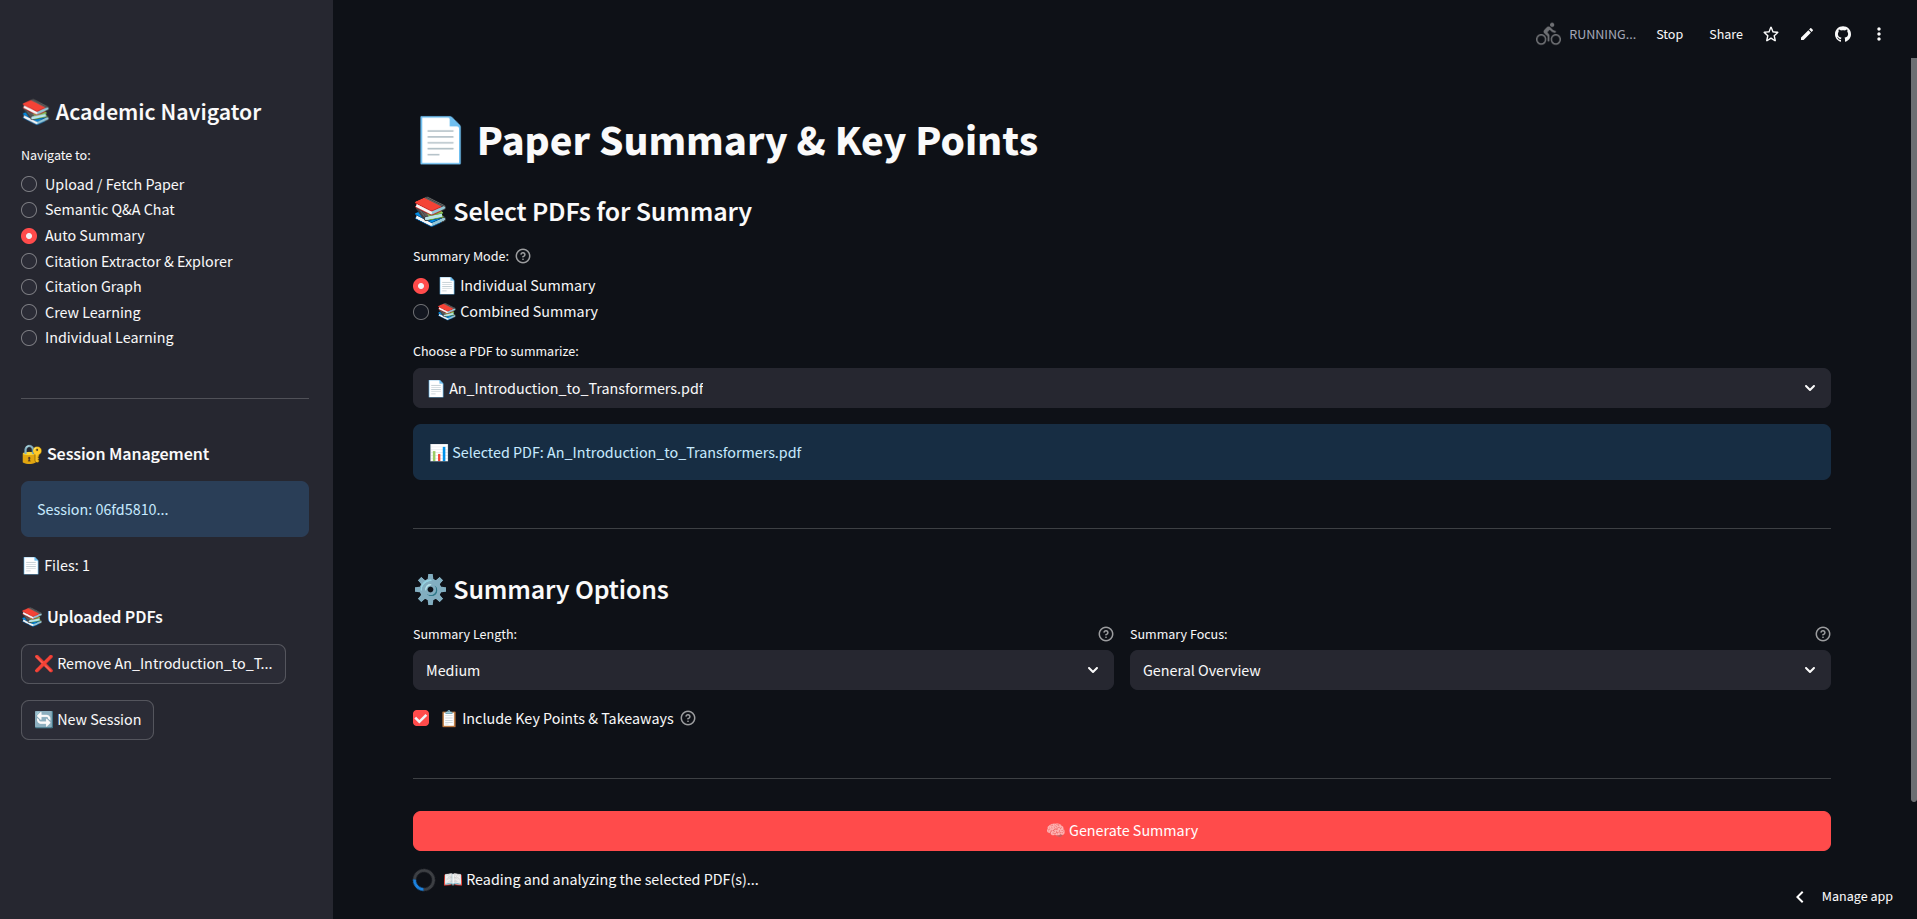 RUNNING...
Stop
Share
📚 Academic Navigator
Navigate to:
Upload / Fetch Paper
Semantic Q&A Chat
Auto Summary
Citation Extractor & Explorer
Citation Graph
Crew Learning
Individual Learning
🔐 Session Management
Session: 06fd5810...
📄 Files: 1
📚 Uploaded PDFs
❌ Remove An_Introduction_to_T...
🔄 New Session
📄 Paper Summary & Key Points
📚 Select PDFs for Summary
Summary Mode:
📄 Individual Summary
📚 Combined Summary
Choose a PDF to summarize:
📄 An_Introduction_to_Transformers.pdf
📊 Selected PDF: An_Introduction_to_Transformers.pdf
⚙️ Summary Options
Summary Length:
Medium
Summary Focus:
General Overview
📋 Include Key Points & Takeaways
🧠 Generate Summary
📖 Reading and analyzing the selected PDF(s)...
Manage app